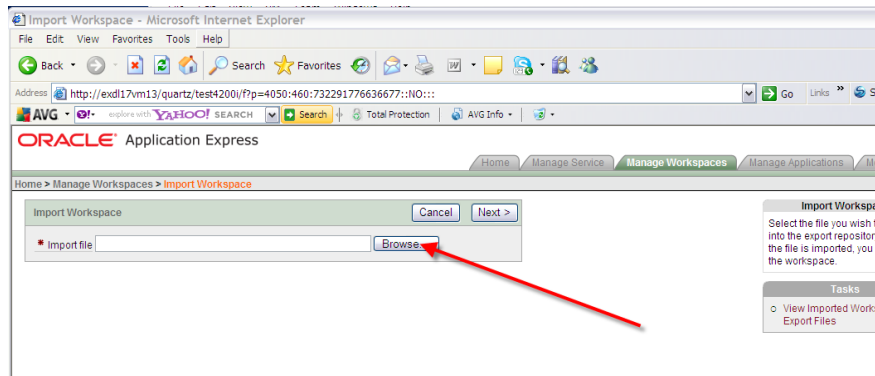 Import Workspace - Microsoft Internet Explorer
File Edit View Favorites Tools Help
Back Search Favorites
Address http://exdl17vm13/quartz/test4200i/f?p=4050:460:732291776636677::NO::: Go Links » S
AVG explore with YAHOO! SEARCH Search Total Protection AVG Info
ORACLE Application Express
Home Manage Service Manage Workspaces Manage Applications M
Home > Manage Workspaces > Import Workspace
Import Workspace Cancel Next >
* Import file Browse...
Import Workspa
Select the file you wish t
into the export repositor
the file is imported, you
the workspace.
Tasks
View Imported Work
Export Files